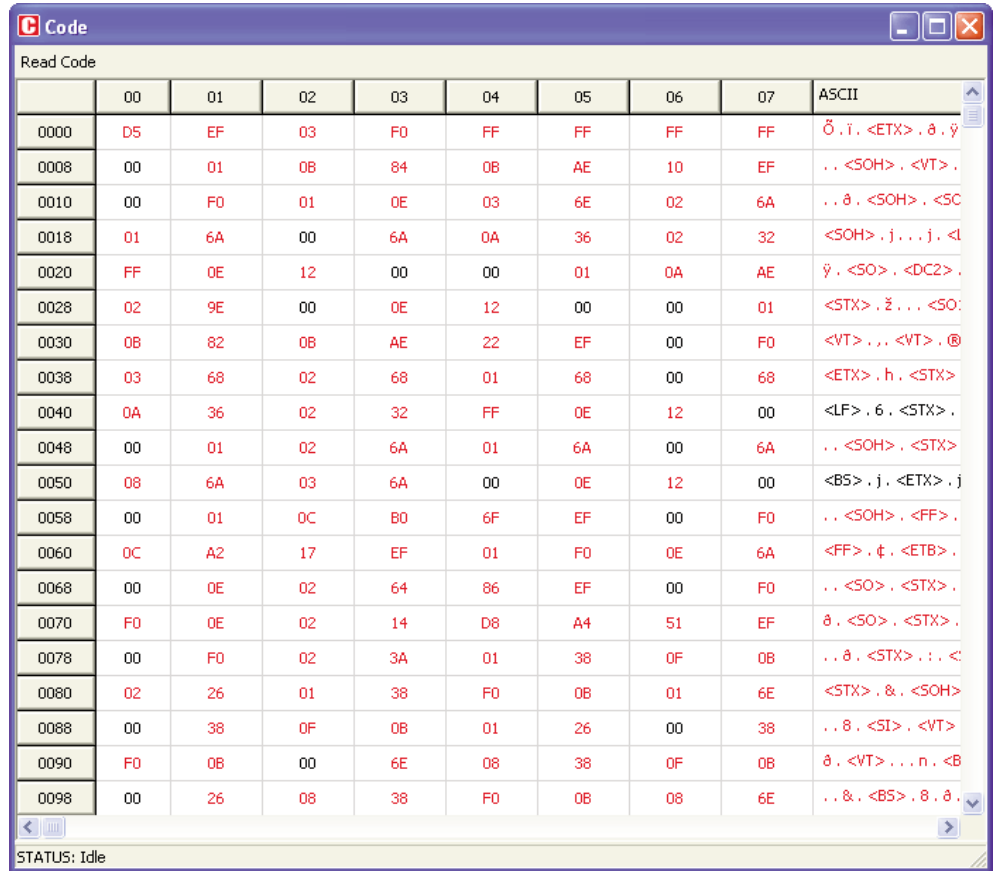 C Code
Read Code
00 01 02 03 04 05 06 07 ASCII
0000 D5 EF 03 F0 FF FF FF FF Õ.ï.<ETX>.ð.ÿ
0008 00 01 0B 84 0B AE 10 EF ..<SOH>.<VT>.
0010 00 F0 01 0E 03 6E 02 6A ..ð.<SOH>.<SO
0018 01 6A 00 6A 0A 36 02 32 <SOH>.j...j.<L
0020 FF 0E 12 00 00 01 0A AE ÿ.<SO>.<DC2>.
0028 02 9E 00 0E 12 00 00 01 <STX>.ž...<SO>
0030 0B 82 0B AE 22 EF 00 F0 <VT>.‚.<VT>.®
0038 03 68 02 68 01 68 00 68 <ETX>.h.<STX>
0040 0A 36 02 32 FF 0E 12 00 <LF>.6.<STX>.
0048 00 01 02 6A 01 6A 00 6A ..<SOH>.<STX>
0050 08 6A 03 6A 00 0E 12 00 <BS>.j.<ETX>.j
0058 00 01 0C B0 6F EF 00 F0 ..<SOH>.<FF>.
0060 0C A2 17 EF 01 F0 0E 6A <FF>.¢.<ETB>.
0068 00 0E 02 64 86 EF 00 F0 ..<SO>.<STX>.
0070 F0 0E 02 14 D8 A4 51 EF ð.<SO>.<STX>.
0078 00 F0 02 3A 01 38 0F 0B ..ð.<STX>.:.<
0080 02 26 01 38 F0 0B 01 6E <STX>.&.<SOH>
0088 00 38 0F 0B 01 26 00 38 ..8.<SI>.<VT>
0090 F0 0B 00 6E 08 38 0F 0B ð.<VT>...n.<B
0098 00 26 08 38 F0 0B 08 6E ..&.<BS>.8.ð.
STATUS: Idle